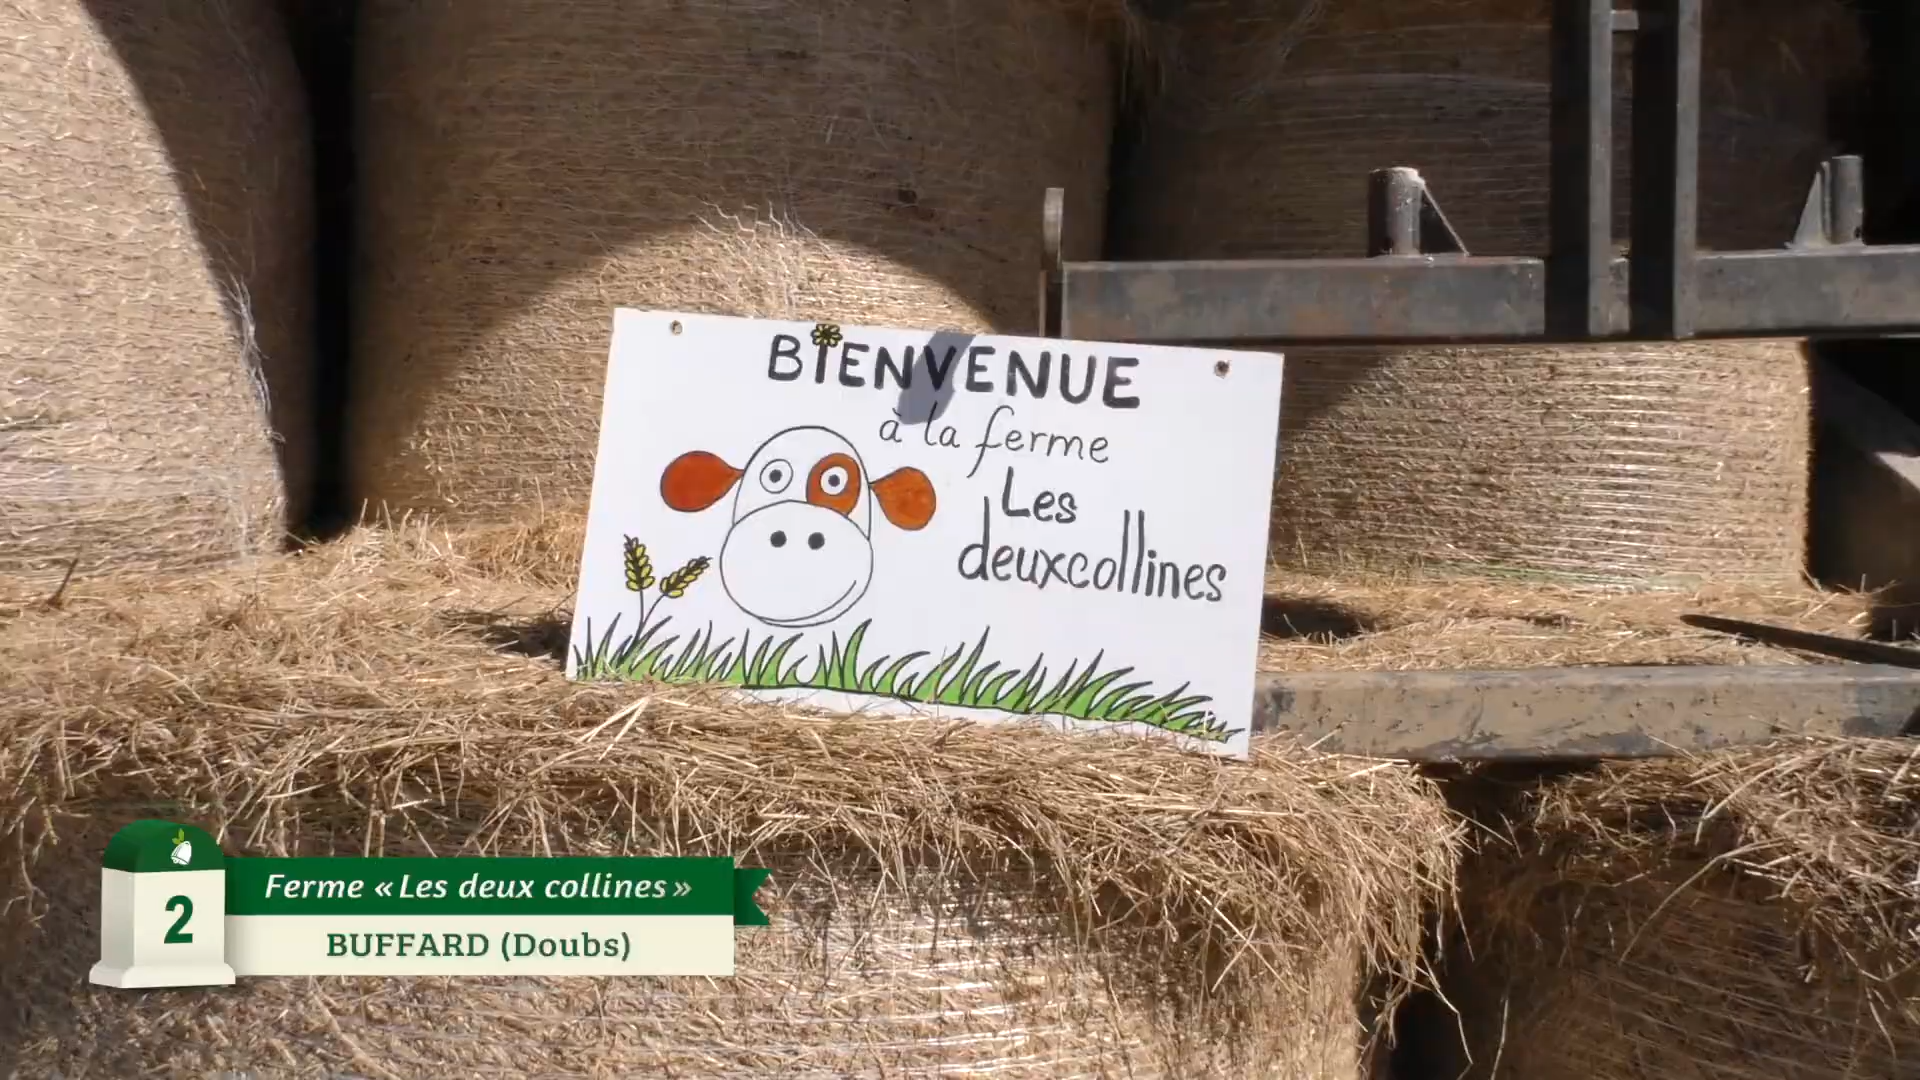 BIENVENUE
à la ferme
Les
deuxcollines
2
Ferme «Les deux collines»
BUFFARD (Doubs)